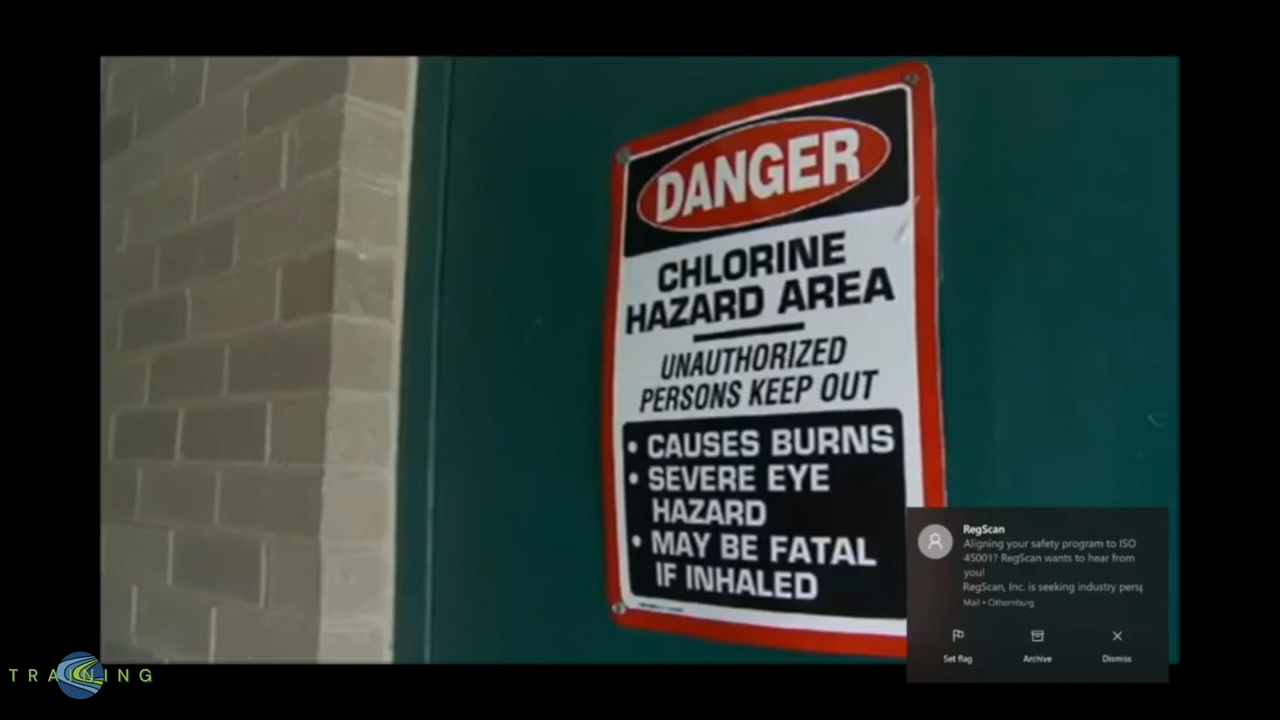 DANGER
CHLORINE
HAZARD AREA
UNAUTHORIZED
PERSONS KEEP OUT
• CAUSES BURNS
• SEVERE EYE
HAZARD
• MAY BE FATAL
IF INHALED
RegScan
Aligning your safety program to ISO
45001? RegScan wants to hear from
you!
RegScan, Inc. is seeking industry
Mail •
Set flag
Archive
Dismiss
TRAINING